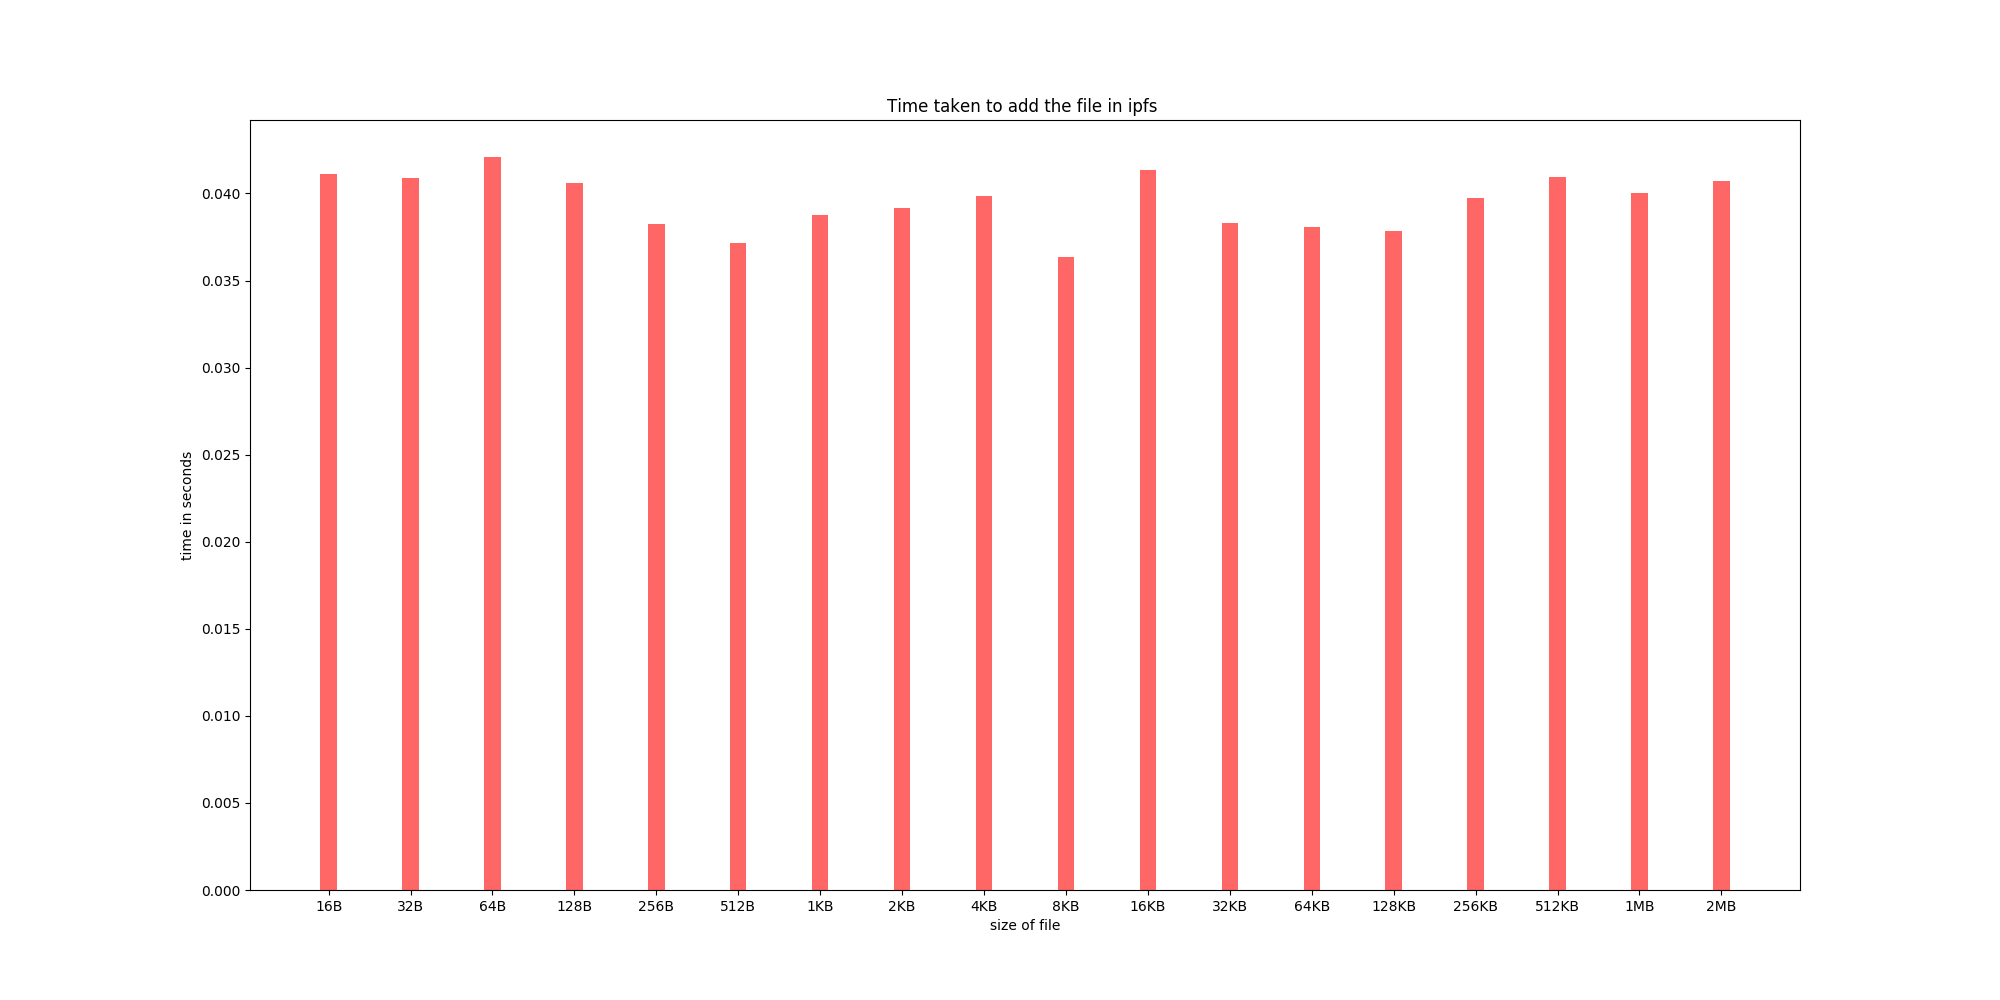 Time taken to add the file in ipfs
time in seconds
0.040
0.035
0.030
0.025
0.020
0.015
0.010
0.005
0.000
16B 32B 64B 128B 256B 512B 1KB 2KB 4KB 8KB 16KB 32KB 64KB 128KB 256KB 512KB 1MB 2MB
size of file